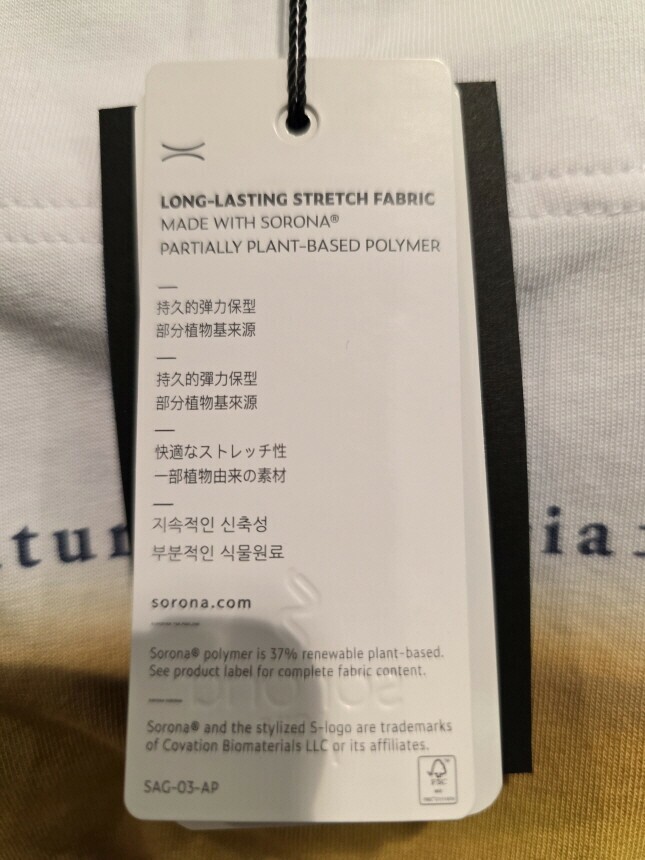 LONG-LASTING STRETCH FABRIC
MADE WITH SORONA®
PARTIALLY PLANT-BASED POLYMER
持久的弹力保型
部分植物基来源
持久的彈力保型
部分植物基來源
快適なストレッチ性
一部植物由来の素材
지속적인 신축성
부분적인 식물원료
sorona.com
Sorona® polymer is 37% renewable plant-based.
See product label for complete fabric content.
Sorona® and the stylized S-logo are trademarks
of Covation Biomaterials LLC or its affiliates.
SAG-03-AP
FSC